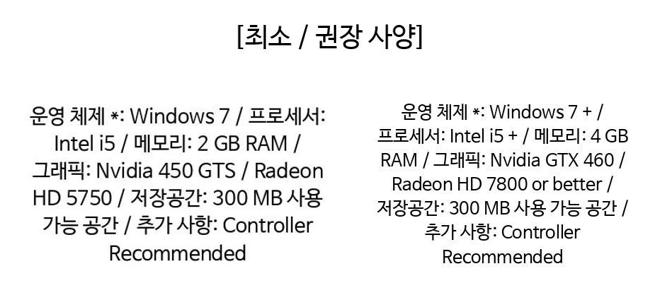 [최소 / 권장 사양]
운영 체제 *: Windows 7 / 프로세서:
Intel i5 / 메모리: 2 GB RAM /
그래픽: Nvidia 450 GTS / Radeon
HD 5750 / 저장공간: 300 MB 사용
가능 공간 / 추가 사항: Controller
Recommended
운영 체제 *: Windows 7 + /
프로세서: Intel i5 + / 메모리: 4 GB
RAM / 그래픽: Nvidia GTX 460 /
Radeon HD 7800 or better /
저장공간: 300 MB 사용 가능 공간 /
추가 사항: Controller
Recommended